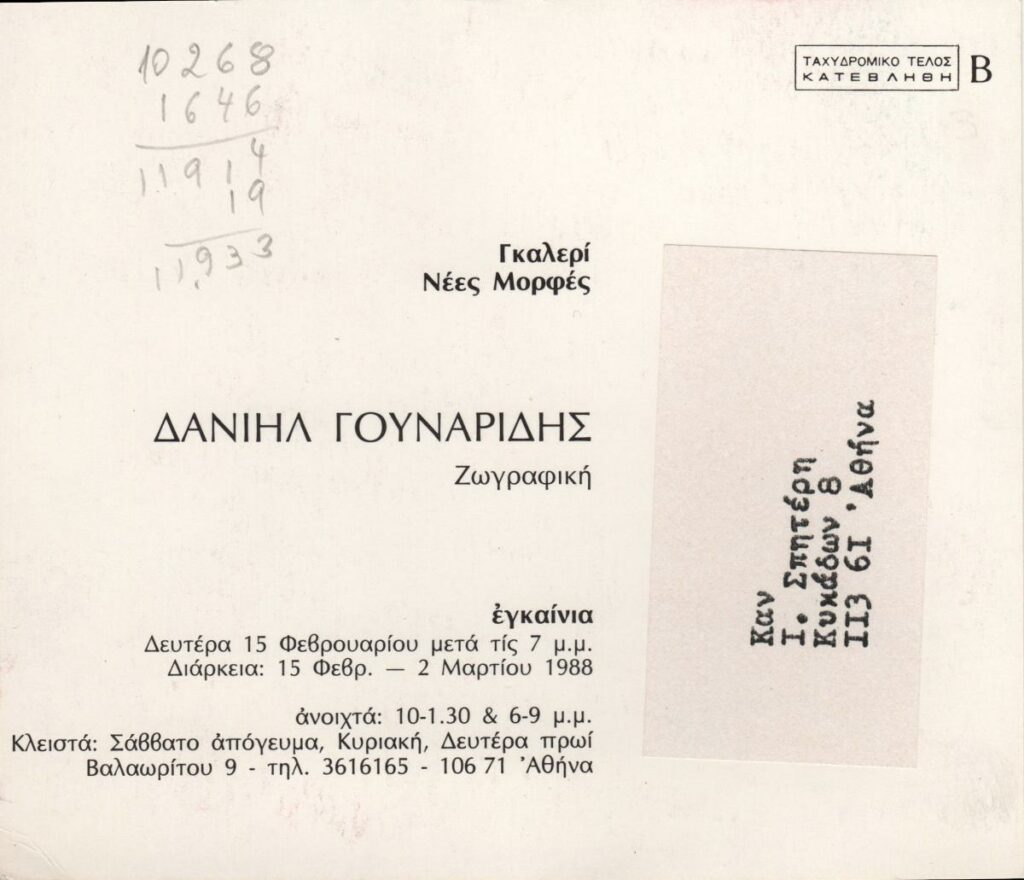 10268
1646
11914
19
11.933
ΤΑΧΥΔΡΟΜΙΚΟ ΤΕΛΟΣ
ΚΑΤΕΒΛΗΘΗ
Β
Γκαλερί
Νέες Μορφές
ΔΑΝΙΗΛ ΓΟΥΝΑΡΙΔΗΣ
Ζωγραφική
ἐγκαίνια
Δευτέρα 15 Φεβρουαρίου μετά τίς 7 μ.μ.
Διάρκεια: 15 Φεβρ. — 2 Μαρτίου 1988
ἀνοιχτά: 10-1.30 & 6-9 μ.μ.
Κλειστά: Σάββατο ἀπόγευμα, Κυριακή, Δευτέρα πρωί
Βαλαωρίτου 9 - τηλ. 3616165 - 106 71 Ἀθήνα
Καν
Ι. Σπητέρη
Κυκάδων 8
ΙΙ3 6Ι Ἀθήνα